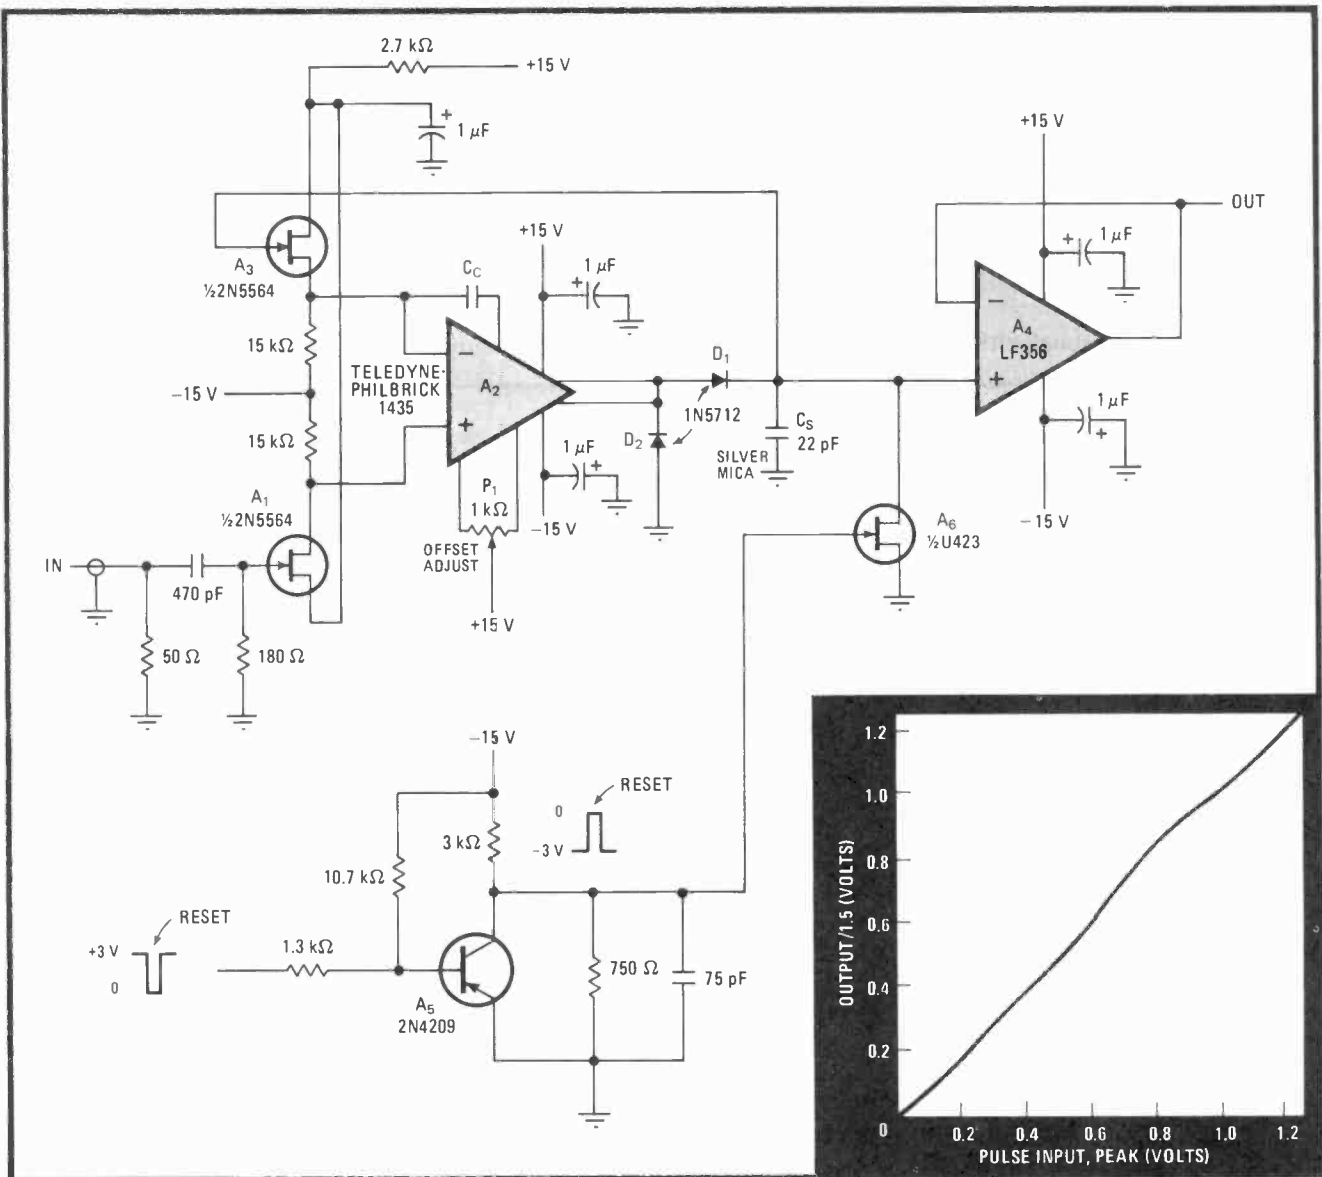 2.7 kΩ
+15 V
+
1 µF
+15 V
OUT
A3
½2N5564
+15 V
+
1 µF
CC
+
1 µF
15 kΩ
−15 V
15 kΩ
TELEDYNE-
PHILBRICK
1435
−
+
A2
D1
1N5712
D2
CS
22 pF
SILVER
MICA
−
+
A4
LF356
1 µF
+
−15 V
1 µF
+
−15 V
P1
1 kΩ
OFFSET
ADJUST
+15 V
A1
½2N5564
IN
470 pF
50 Ω
180 Ω
A6
½U423
−15 V
RESET
0
−3 V
3 kΩ
10.7 kΩ
RESET
+3 V
0
1.3 kΩ
A5
2N4209
750 Ω
75 pF
OUTPUT/1.5 (VOLTS)
1.2
1.0
0.8
0.6
0.4
0.2
0
0.2 0.4 0.6 0.8 1.0 1.2
PULSE INPUT, PEAK (VOLTS)